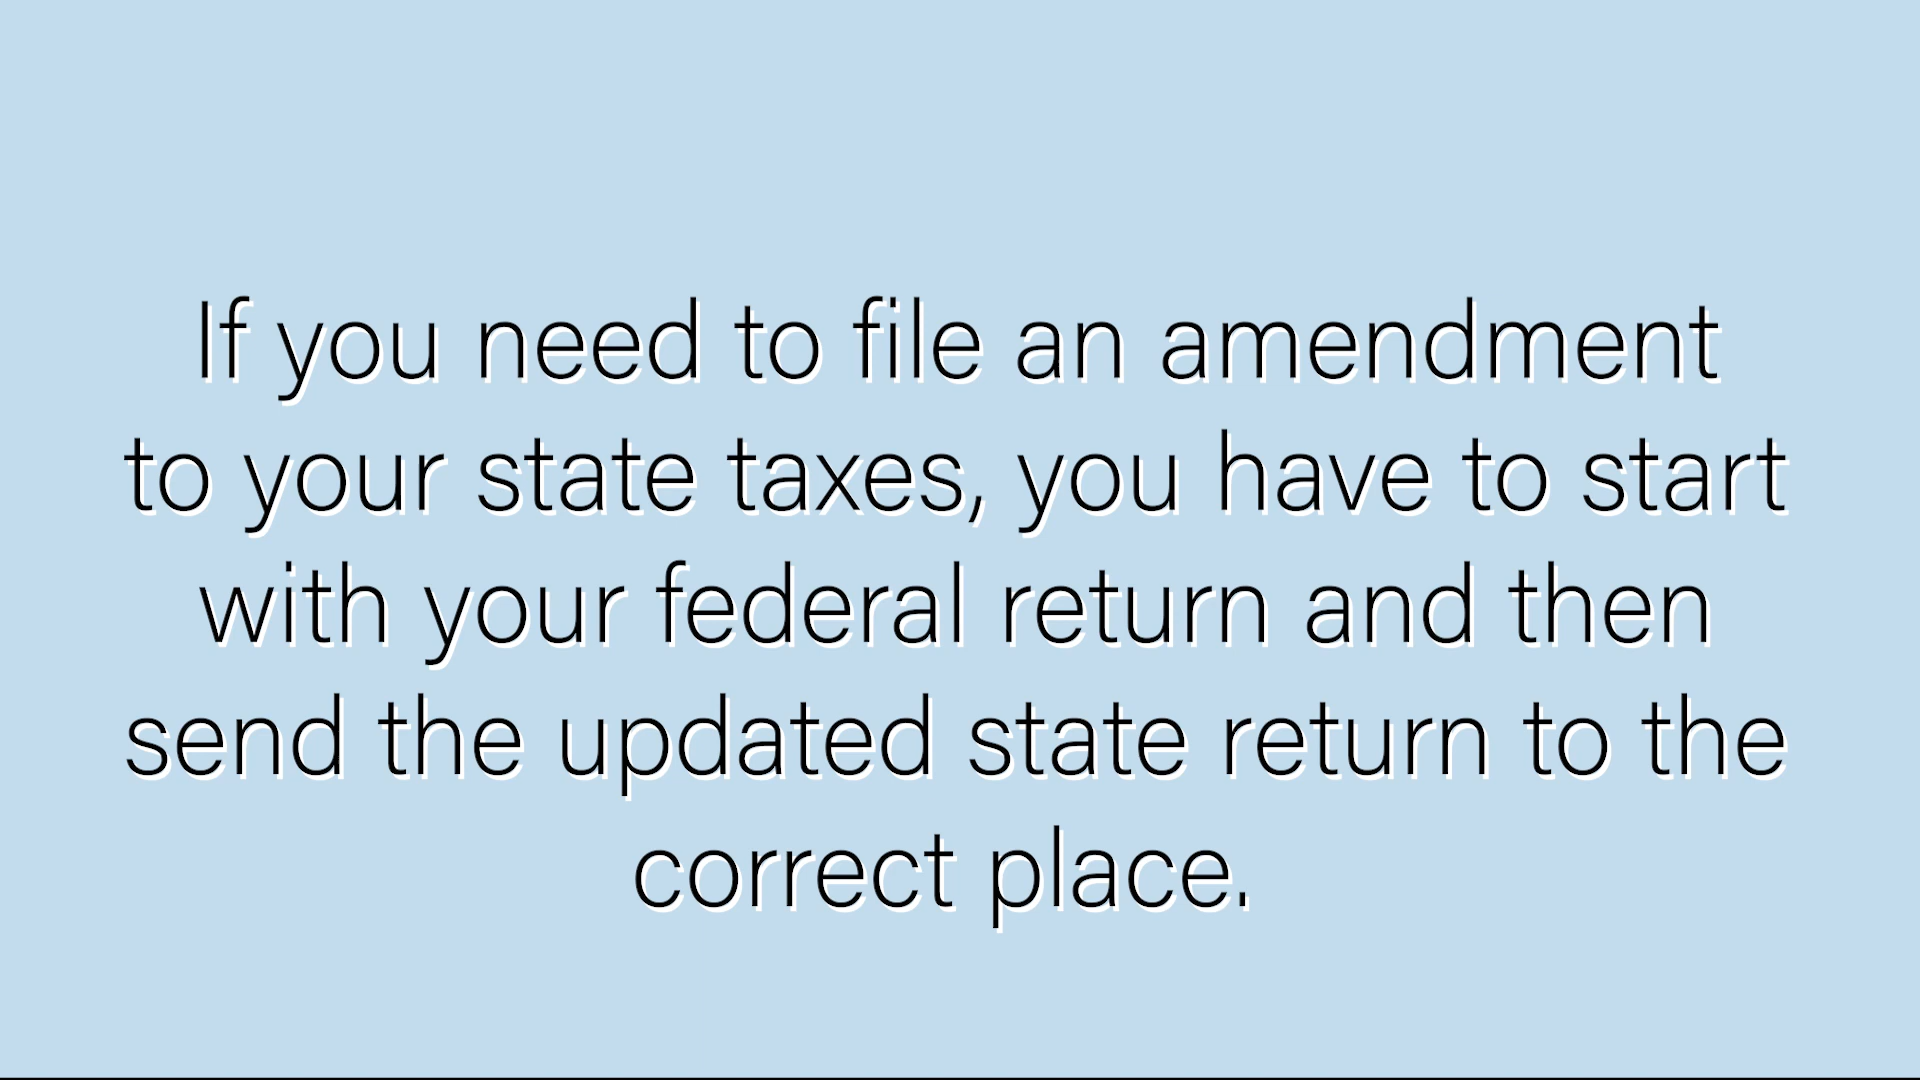 If you need to file an amendment
to your state taxes, you have to start
with your federal return and then
send the updated state return to the
correct place.